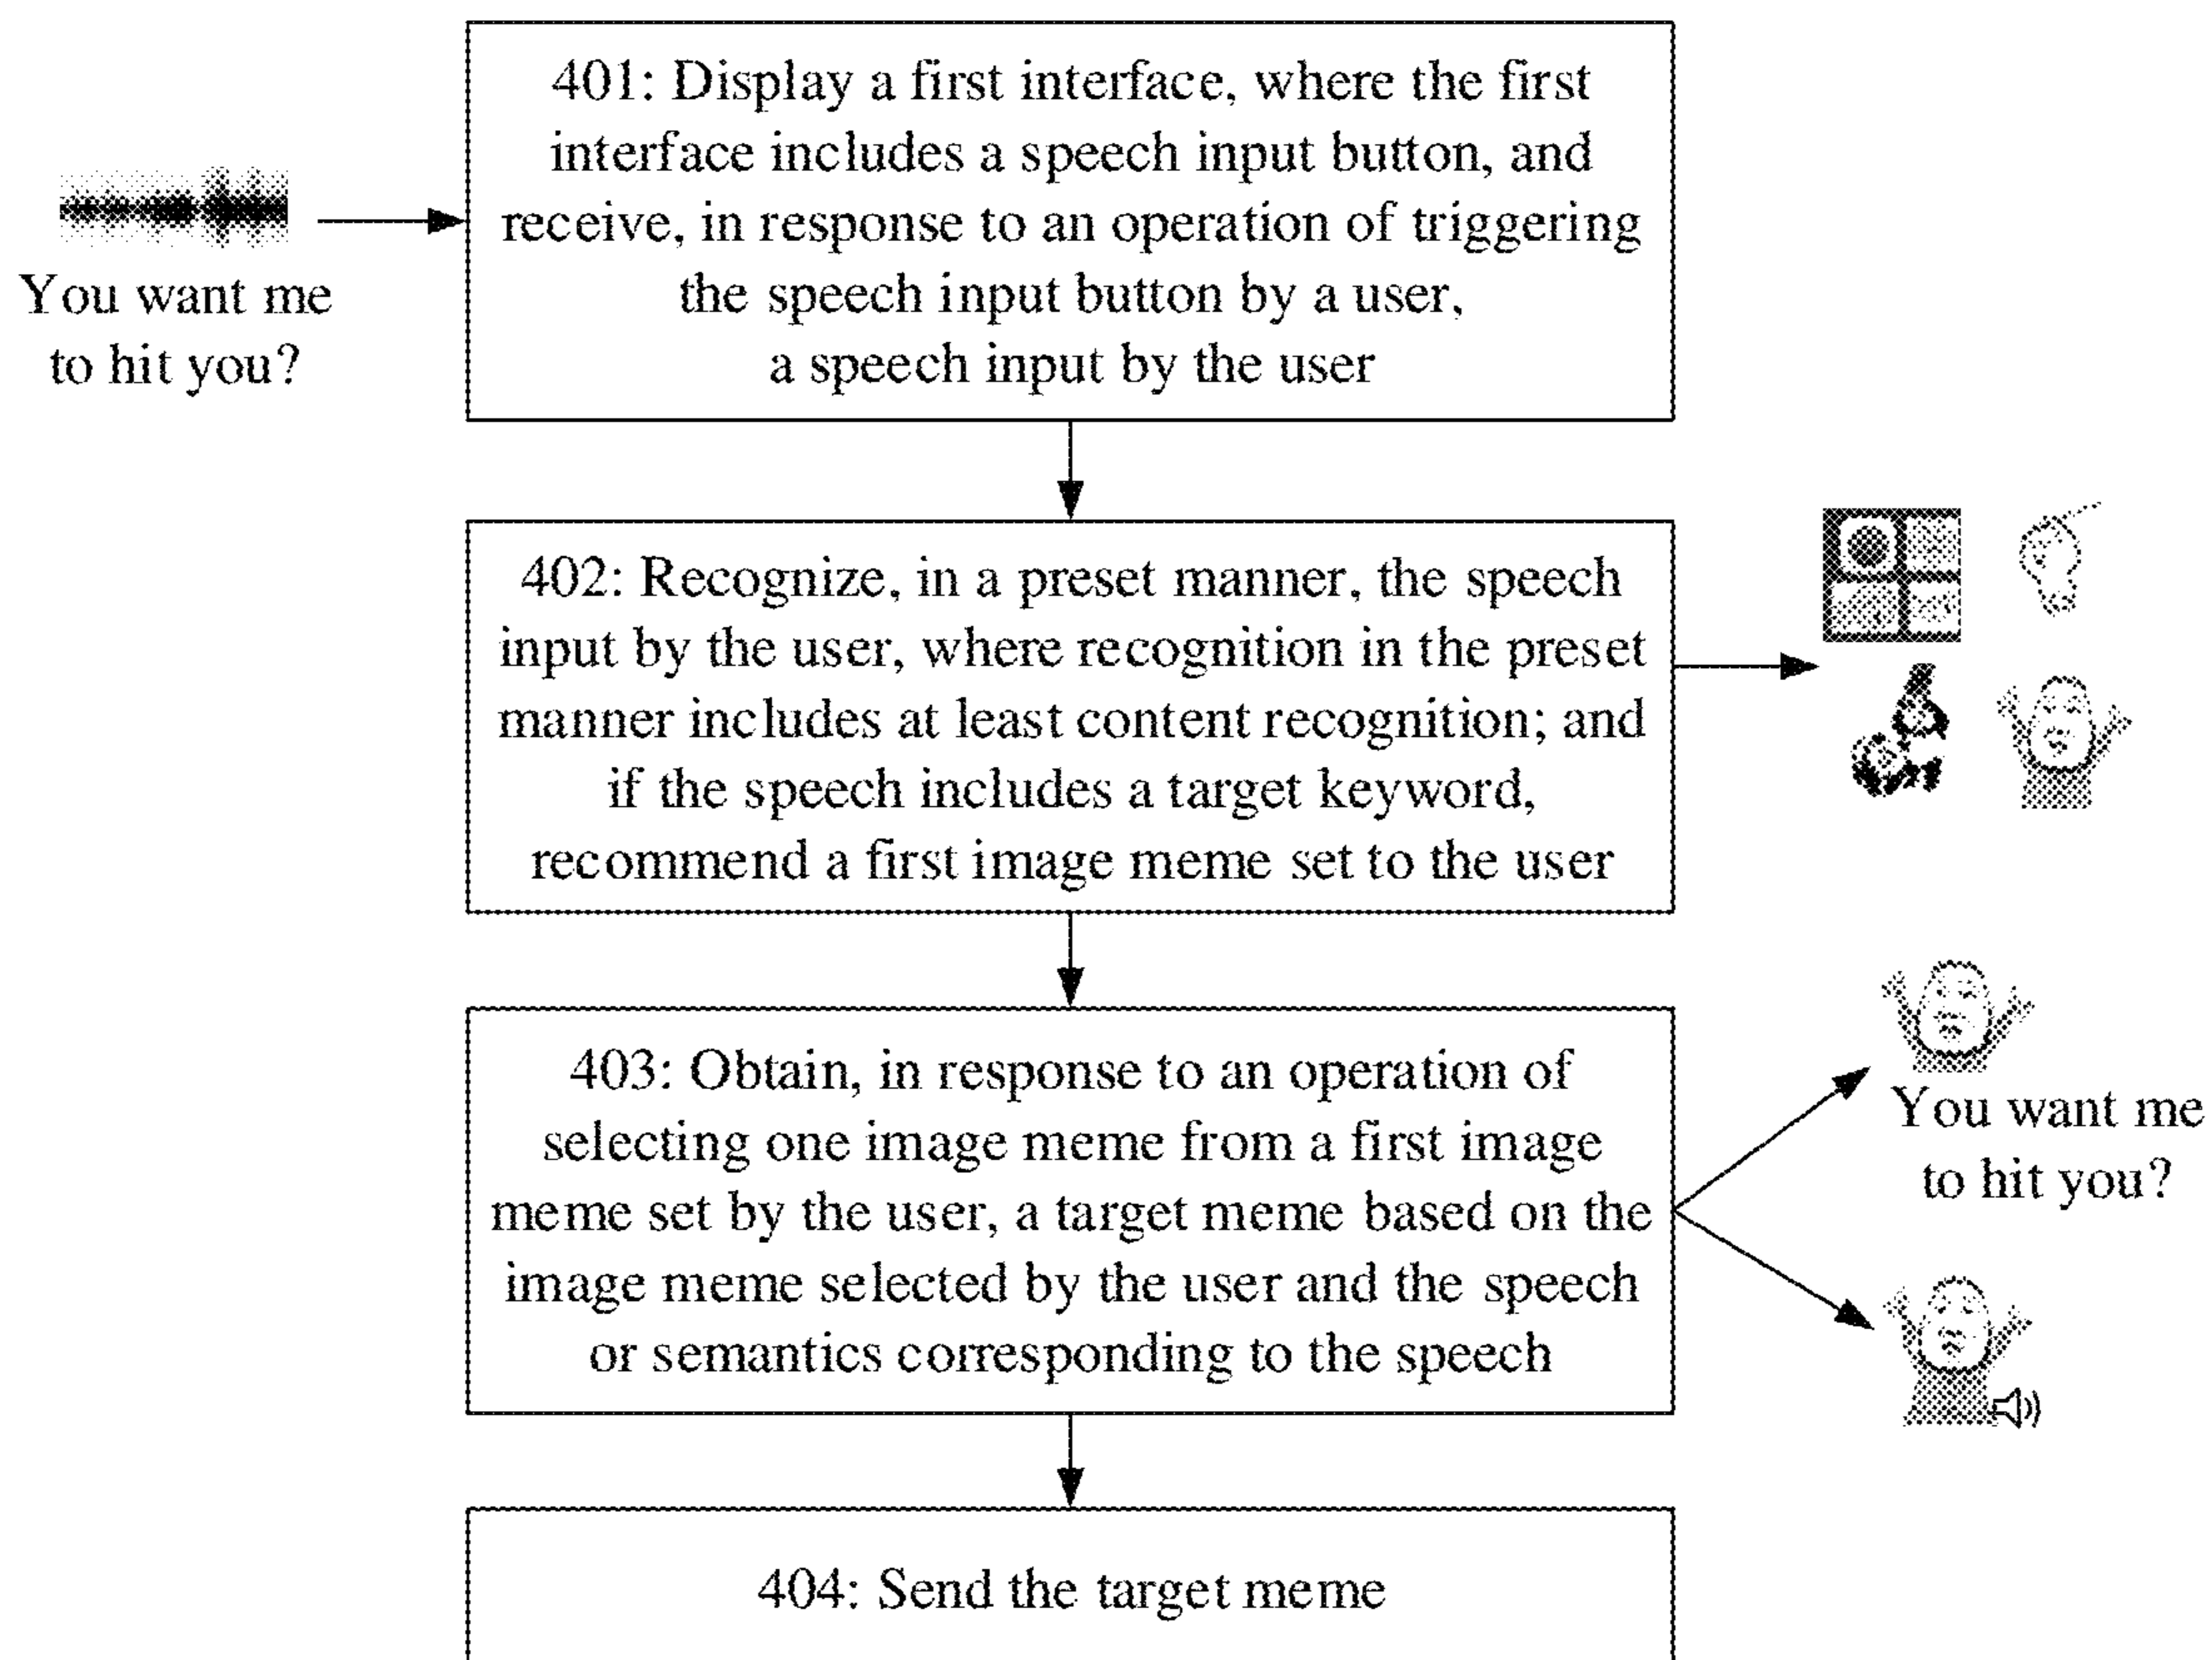 401: Display a first interface, where the first
interface includes a speech input button, and
receive, in response to an operation of triggering
the speech input button by a user,
a speech input by the user
You want me
to hit you?
402: Recognize, in a preset manner, the speech
input by the user, where recognition in the preset
manner includes at least content recognition; and
if the speech includes a target keyword,
recommend a first image meme set to the user
403: Obtain, in response to an operation of
selecting one image meme from a first image
meme set by the user, a target meme based on the
image meme selected by the user and the speech
or semantics corresponding to the speech
You want me
to hit you?
404: Send the target meme